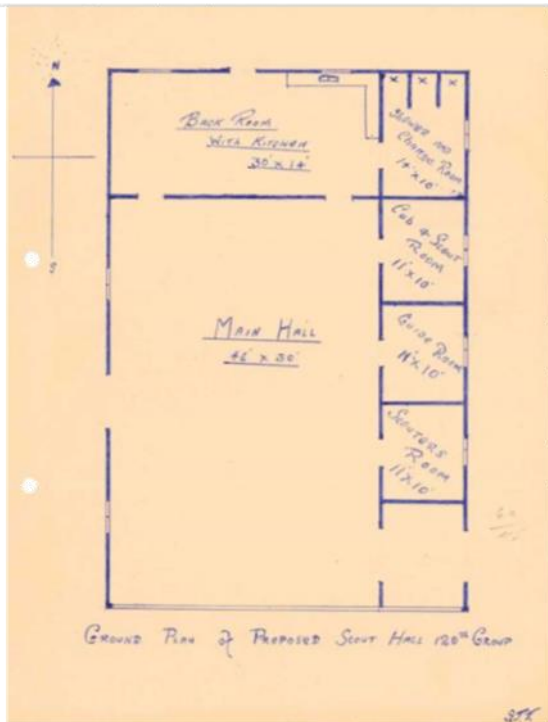 N
BACK ROOM
WITH KITCHEN
30' x 14'
x x x
SHOWER AND
CHANGE ROOM
14' x 10'
CUB & SCOUT
ROOM
11' x 10'
S
MAIN HALL
46' x 30'
GUIDE ROOM
11' x 10'
SCOUTERS
ROOM
11' x 10'
60
GROUND PLAN of PROPOSED SCOUT HALL 120TH GROUP